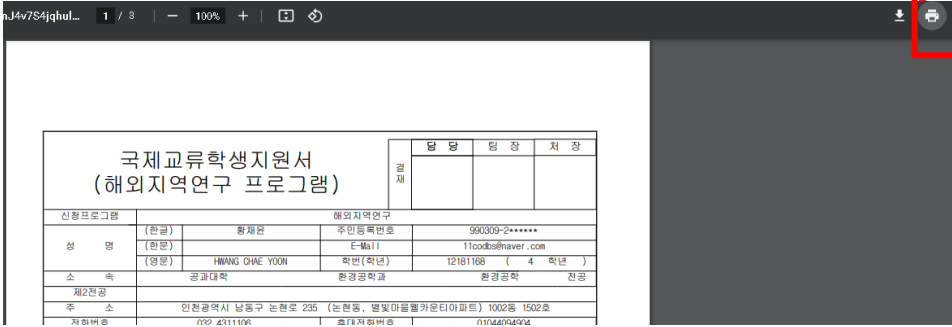 nJ4v7S4jqhul... 1 / 3 | − 100% + |
담 당 팀 장 처 장
결재
국제교류학생지원서
(해외지역연구 프로그램)
신청프로그램 해외지역연구
성 명 (한글) 황채윤 주민등록번호 990309-2******
(한문) E-Mail 11codbs@naver.com
(영문) HWANG CHAE YOON 학번(학년) 12181168 ( 4 학년 )
소 속 공과대학 환경공학과 환경공학 전공
제2전공
주 소 인천광역시 남동구 논현로 235 (논현동, 별빛마을웰카운티아파트) 1002동 1502호
전화번호 032 4311106 휴대전화번호 01044094904